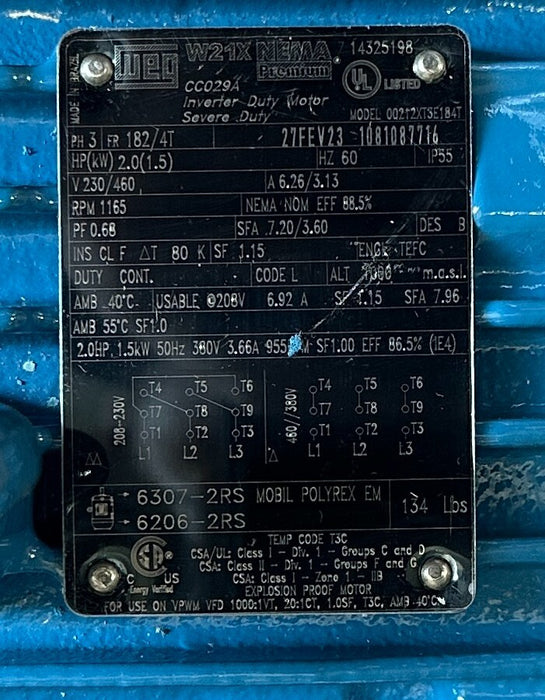 WEG W21X NEMA Premium 14325198
MADE IN BRAZIL
CC029A UL LISTED
Inverter Duty Motor
Severe Duty MODEL 00212XT3E184T
PH 3 FR 182/4T 27FEV23 1081087716
HP(kW) 2.0(1.5) HZ 60 IP55
V 230/460 A 6.26/3.13
RPM 1165 NEMA NOM EFF 88.5%
PF 0.68 SFA 7.20/3.60 DES B
INS CL F ΔT 80 K SF 1.15 TEFC
DUTY CONT. CODE L ALT 1000 m.a.s.l.
AMB 40°C USABLE @208V 6.92 A SF 1.15 SFA 7.96
AMB 55°C SF1.0
2.0HP 1.5kW 50Hz 380V 3.66A SF1.00 EFF 86.5% (IE4)
208-230V T4 T5 T6 460//380V T4 T5 T6
T7 T8 T9 T7 T8 T9
T1 T2 T3 T1 T2 T3
L1 L2 L3 Δ L1 L2 L3
6307-2RS MOBIL POLYREX EM 134 Lbs
6206-2RS
TEMP CODE T3C
CSA/UL: Class I - Div. 1 - Groups C and D
CSA: Class II - Div. 1 - Groups F and G
C US CSA: Class I - Zone 1 - IIB
Energy Verified EXPLOSION PROOF MOTOR
FOR USE ON VPWM VFD 1000:1VT, 20:1CT, 1.0SF, T3C, AMB 40°C